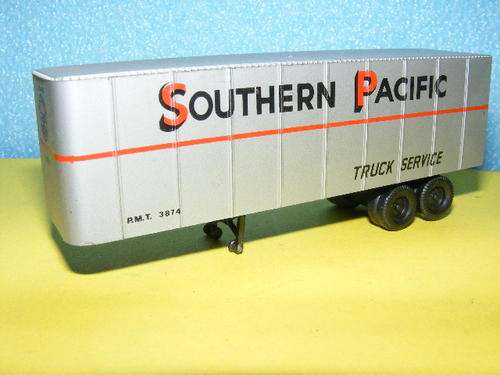 SOUTHERN PACIFIC
TRUCK SERVICE
P.M.T. 3874